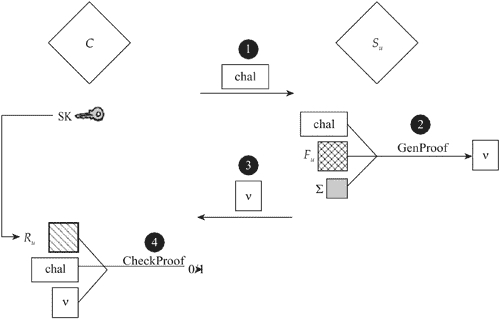 C
S_u
1
chal
SK
chal
2
GenProof
F_u
ν
Σ
3
ν
R_u
4
CheckProof
chal
0/1
ν